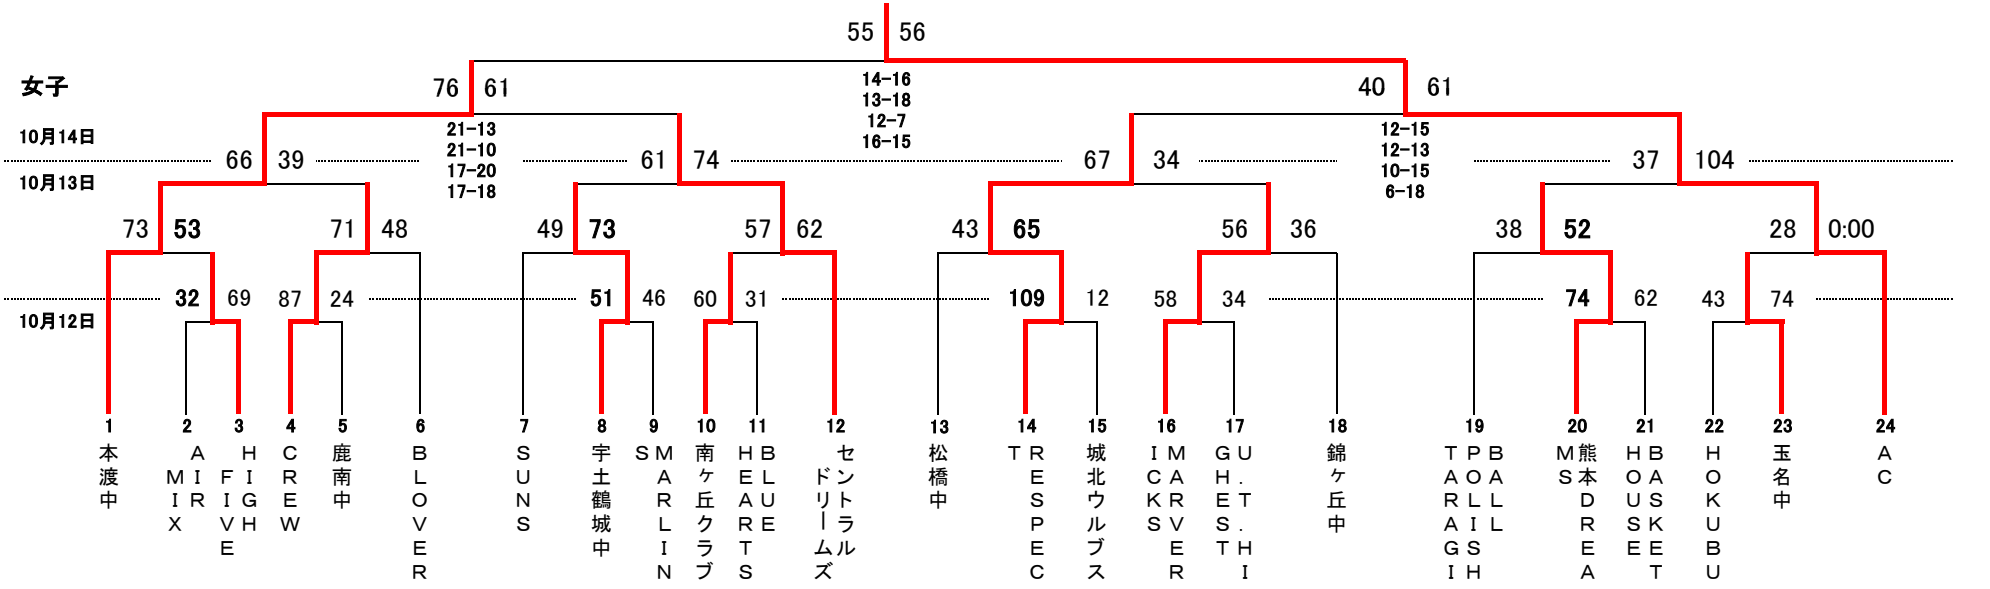 55 56
女子
76 61
14-16
13-18
12-7
16-15
40 61
10月14日
21-13
21-10
17-20
17-18
12-15
12-13
10-15
6-18
66 39 61 74 67 34 37 104
10月13日
73 53 71 48 49 73 57 62 43 65 56 36 38 52 28 0:00
32 69 87 24 51 46 60 31 109 12 58 34 74 62 43 74
10月12日
1 2 3 4 5 6 7 8 9 10 11 12 13 14 15 16 17 18 19 20 21 22 23 24
本渡中
AIR MIX
HIGH FIVE
CREW
鹿南中
BLOVER
SUNS
宇土鶴城中
MARLINS
南ヶ丘クラブ
BLUE HEARTS
セントラルドリームズ
松橋中
RESPECT
城北ウルブス
MARVERICKS
U.T.HIGHEST
錦ヶ丘中
BALL POLISH TARAGI
熊本DREAMS
BASKET HOUSE
HOKUBU
玉名中
AC